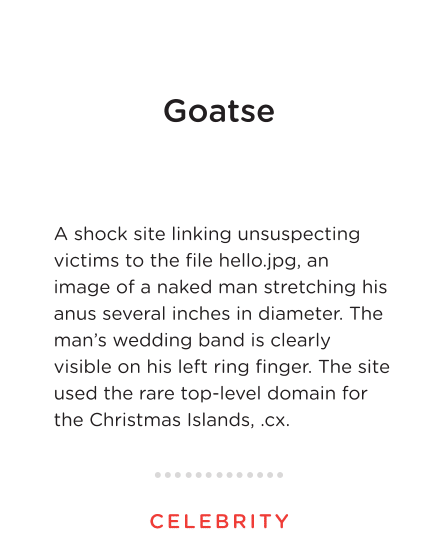 Goatse
A shock site linking unsuspecting
victims to the file hello.jpg, an
image of a naked man stretching his
anus several inches in diameter. The
man’s wedding band is clearly
visible on his left ring finger. The site
used the rare top-level domain for
the Christmas Islands, .cx.
CELEBRITY